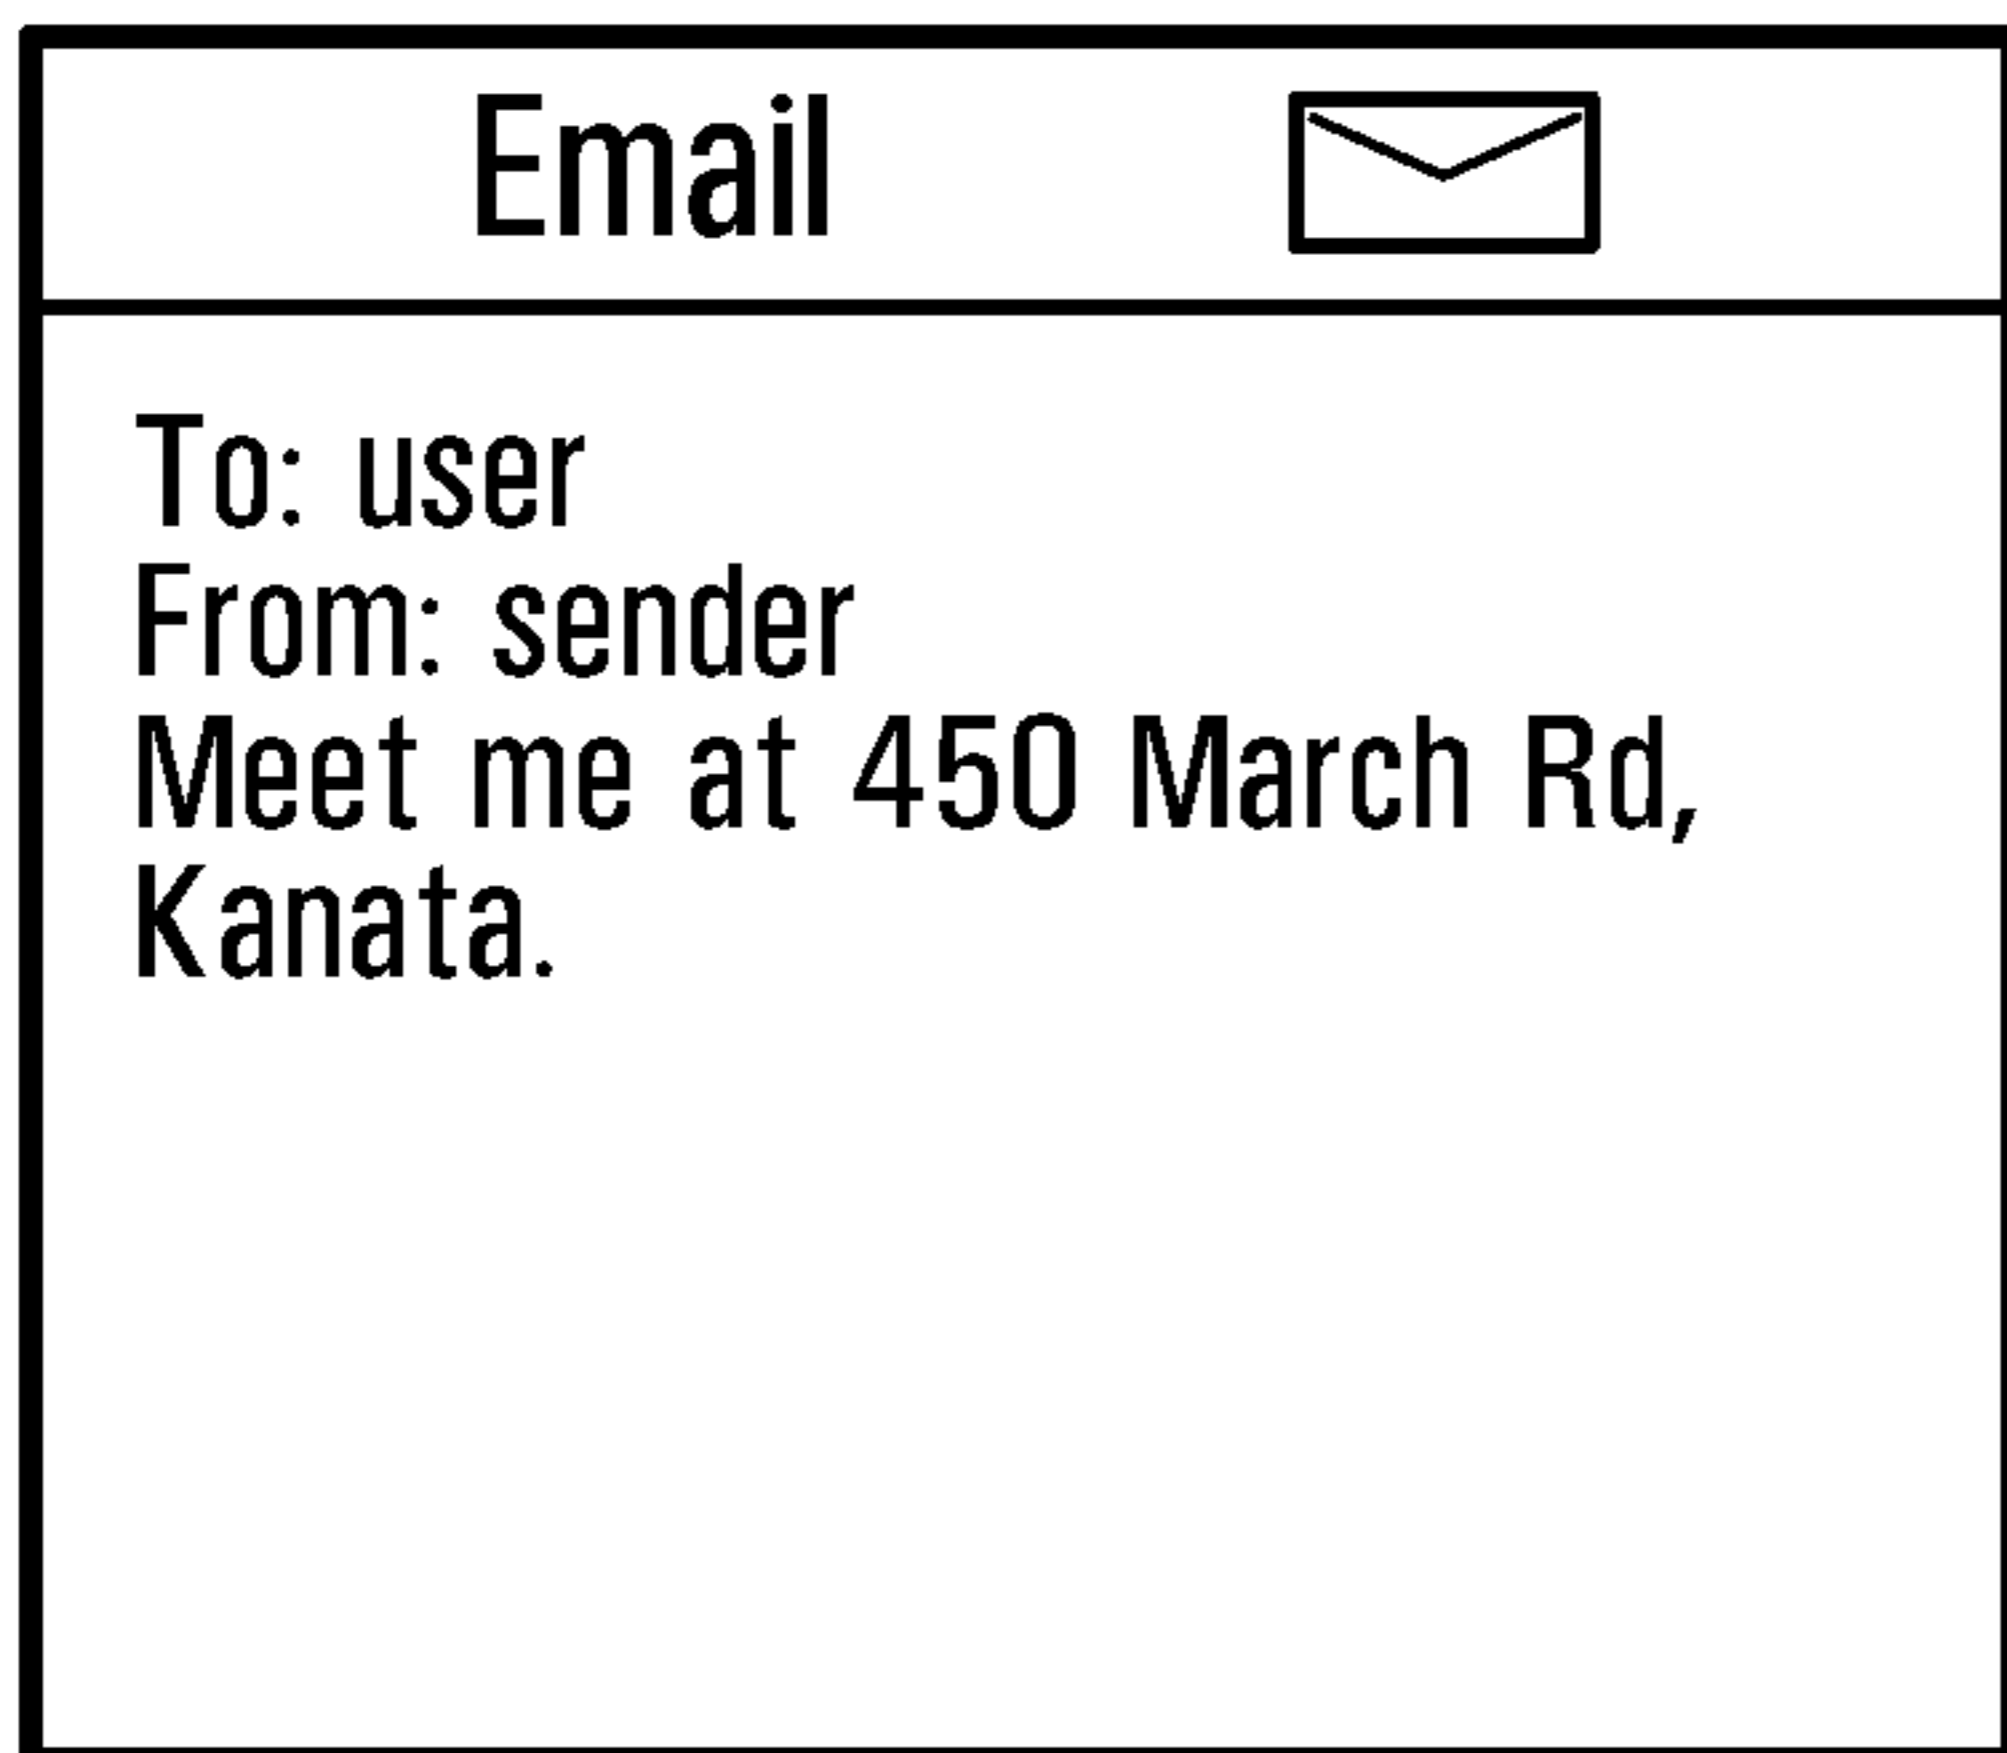 Email
To: user
From: sender
Meet me at 450 March Rd,
Kanata.